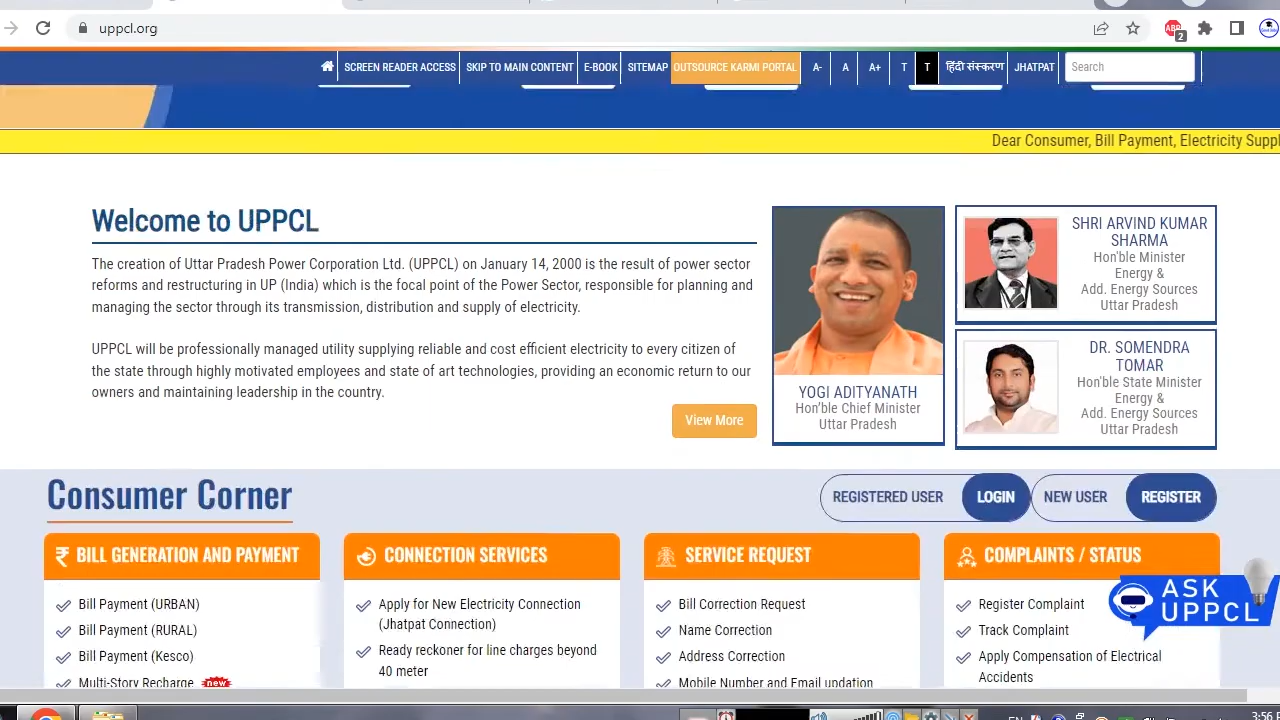 uppcl.org
2
SCREEN READER ACCESS
SKIP TO MAIN CONTENT
E-BOOK
SITEMAP
OUTSOURCE KARMI PORTAL
A-
A
A+
T
T
हिंदी संस्करण
JHATPAT
Search
Dear Consumer, Bill Payment, Electricity Suppl
Welcome to UPPCL
The creation of Uttar Pradesh Power Corporation Ltd. (UPPCL) on January 14, 2000 is the result of power sector
reforms and restructuring in UP (India) which is the focal point of the Power Sector, responsible for planning and
managing the sector through its transmission, distribution and supply of electricity.
UPPCL will be professionally managed utility supplying reliable and cost efficient electricity to every citizen of
the state through highly motivated employees and state of art technologies, providing an economic return to our
owners and maintaining leadership in the country.
View More
YOGI ADITYANATH
Hon'ble Chief Minister
Uttar Pradesh
SHRI ARVIND KUMAR
SHARMA
Hon'ble Minister
Energy &
Add. Energy Sources
Uttar Pradesh
DR. SOMENDRA
TOMAR
Hon'ble State Minister
Energy &
Add. Energy Sources
Uttar Pradesh
Consumer Corner
REGISTERED USER
LOGIN
NEW USER
REGISTER
BILL GENERATION AND PAYMENT
Bill Payment (URBAN)
Bill Payment (RURAL)
Bill Payment (Kesco)
Multi-Story Recharge new
CONNECTION SERVICES
Apply for New Electricity Connection
(Jhatpat Connection)
Ready reckoner for line charges beyond
40 meter
SERVICE REQUEST
Bill Correction Request
Name Correction
Address Correction
Mobile Number and Email updation
COMPLAINTS / STATUS
Register Complaint
Track Complaint
Apply Compensation of Electrical
Accidents
ASK
UPPCL
EN
3:56 P